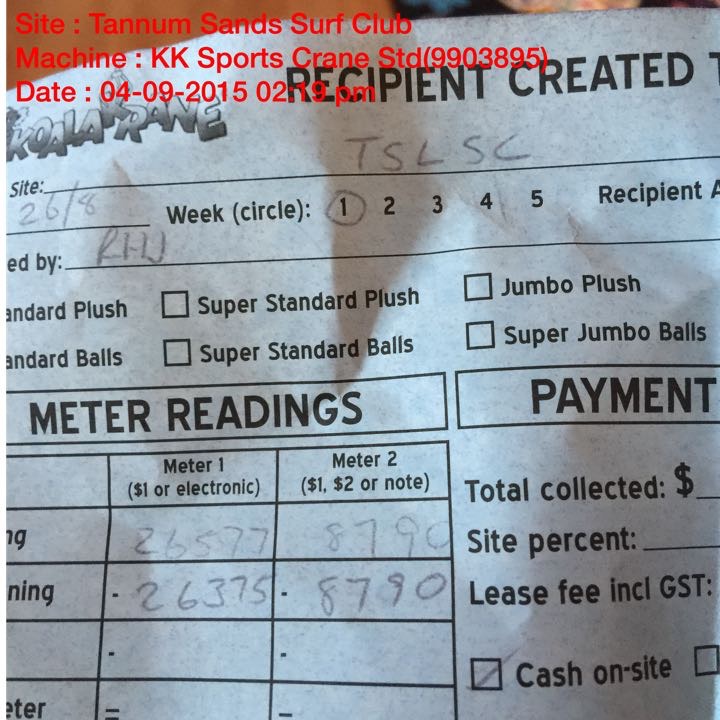 Site : Tannum Sands Surf Club
Machine : KK Sports Crane Std(9903895)
Date : 04-09-2015 02:19 pm
RECIPIENT CREATED T
KOALA KRANE
TSLSC
Site:
26/8 Week (circle): 1 2 3 4 5 Recipient A
ed by: RHJ
andard Plush Super Standard Plush Jumbo Plush
andard Balls Super Standard Balls Super Jumbo Balls
METER READINGS PAYMENT
Meter 1 Meter 2
($1 or electronic) ($1, $2 or note) Total collected: $
ng 26577 8790 Site percent:
ning - 26375 - 8790 Lease fee incl GST:
- - Cash on-site
eter = =